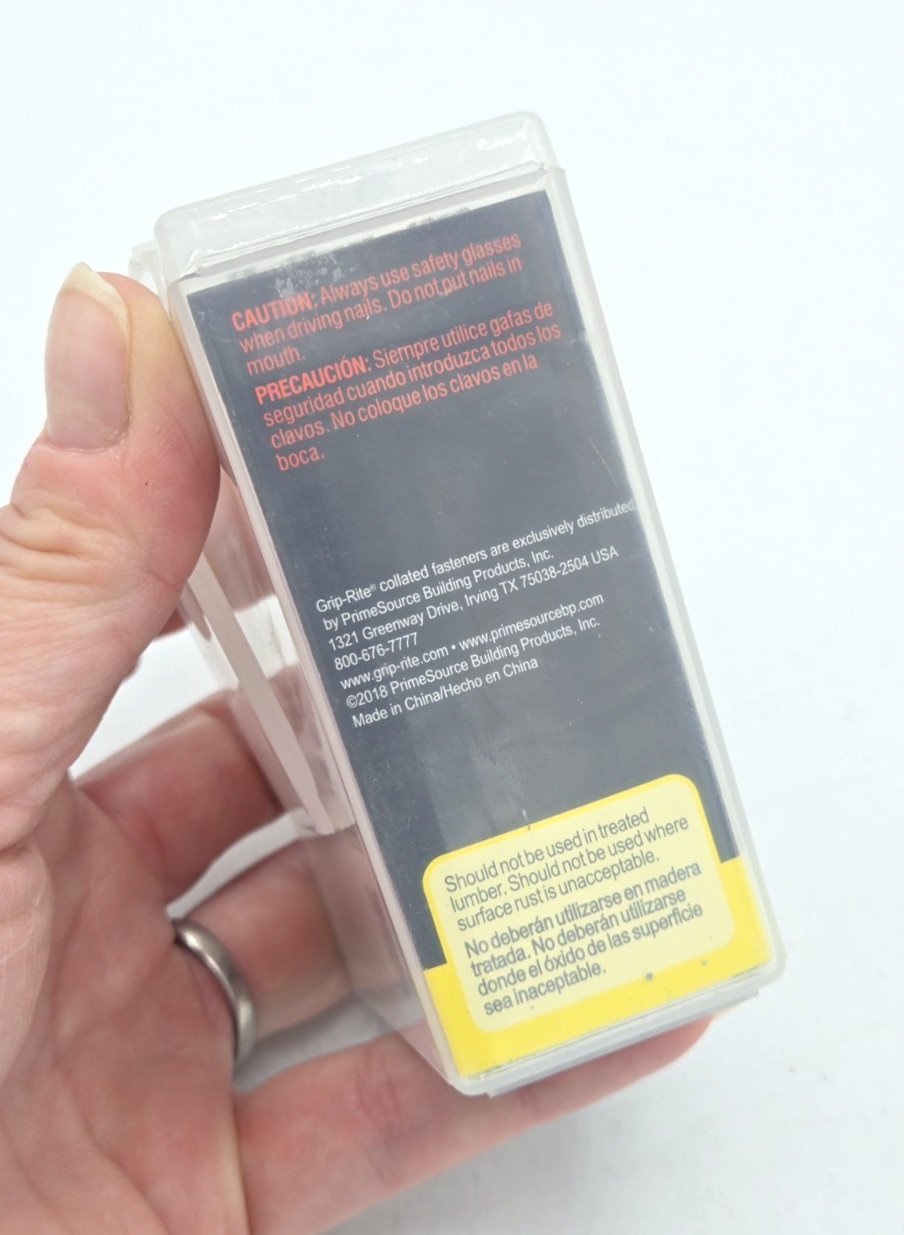 CAUTION: Always use safety glasses
when driving nails. Do not put nails in
mouth.
PRECAUCIÓN: Siempre utilice gafas de
seguridad cuando introduzca todos los
clavos. No coloque los clavos en la
boca.
Grip-Rite® collated fasteners are exclusively distributed
by PrimeSource Building Products, Inc.
1321 Greenway Drive, Irving TX 75038-2504 USA
800-676-7777
www.grip-rite.com • www.primesourcebp.com
©2018 PrimeSource Building Products, Inc.
Made in China/Hecho en China
Should not be used in treated
lumber. Should not be used where
surface rust is unacceptable.
No deberán utilizarse en madera
tratada. No deberán utilizarse
donde el óxido de las superficie
sea inaceptable.